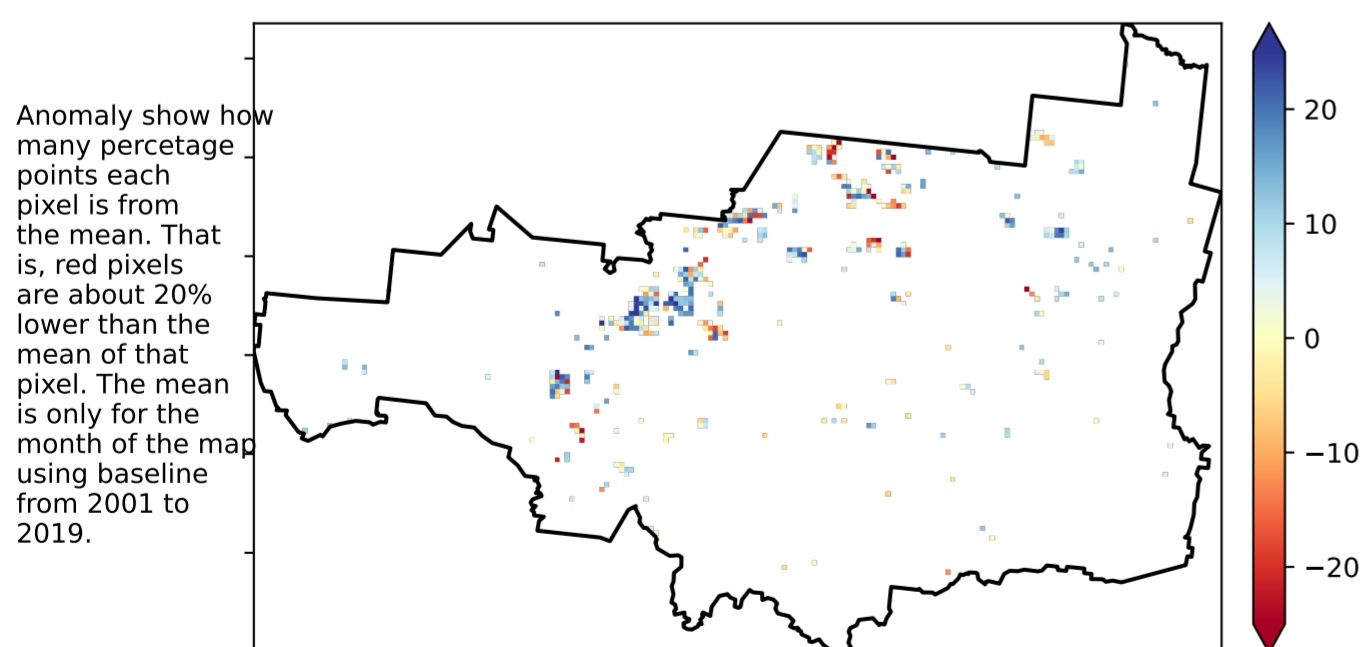 Anomaly show how
many percetage
points each
pixel is from
the mean. That
is, red pixels
are about 20%
lower than the
mean of that
pixel. The mean
is only for the
month of the map
using baseline
from 2001 to
2019.
20
10
0
−10
−20